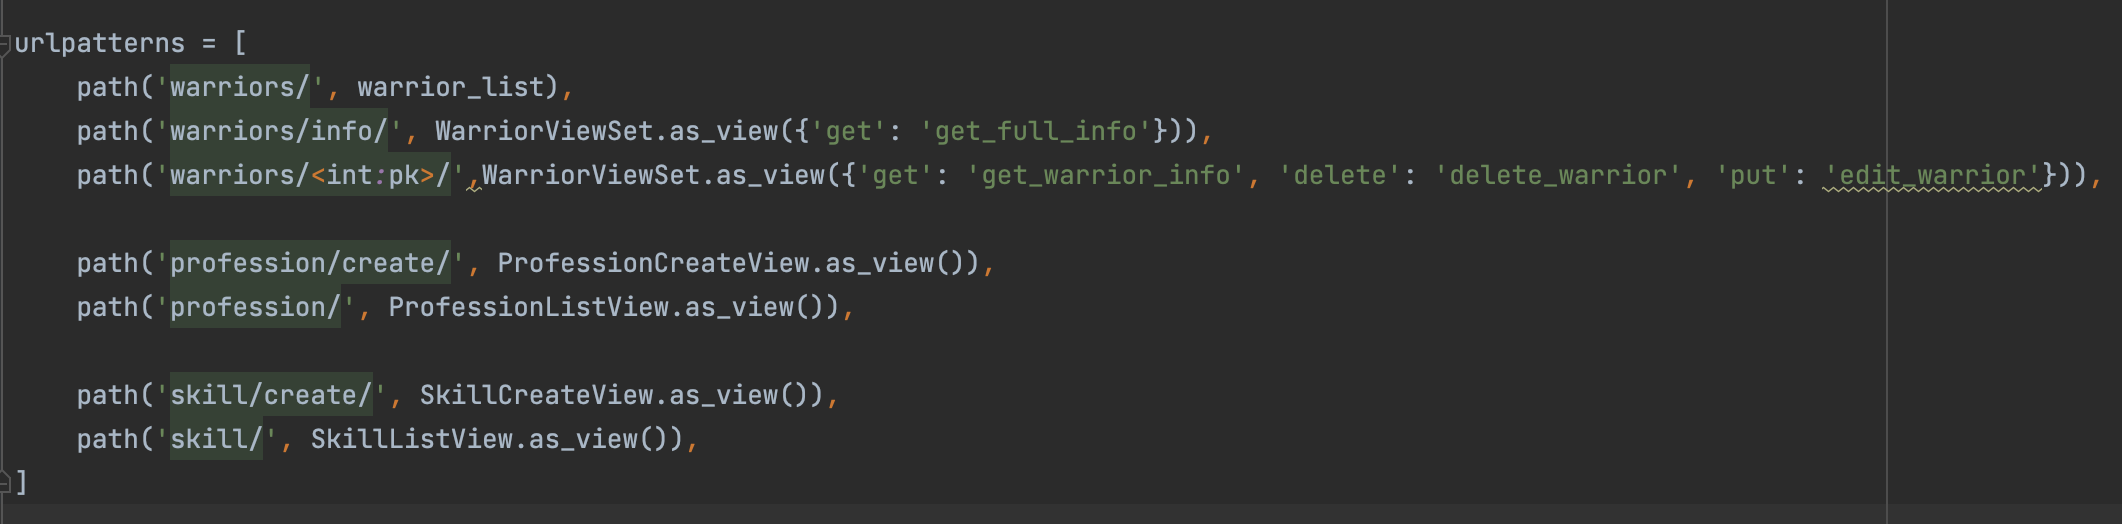 urlpatterns = [
    path('warriors/', warrior_list),
    path('warriors/info/', WarriorViewSet.as_view({'get': 'get_full_info'})),
    path('warriors/<int:pk>/',WarriorViewSet.as_view({'get': 'get_warrior_info', 'delete': 'delete_warrior', 'put': 'edit_warrior'})),
    path('profession/create/', ProfessionCreateView.as_view()),
    path('profession/', ProfessionListView.as_view()),
    path('skill/create/', SkillCreateView.as_view()),
    path('skill/', SkillListView.as_view()),
]